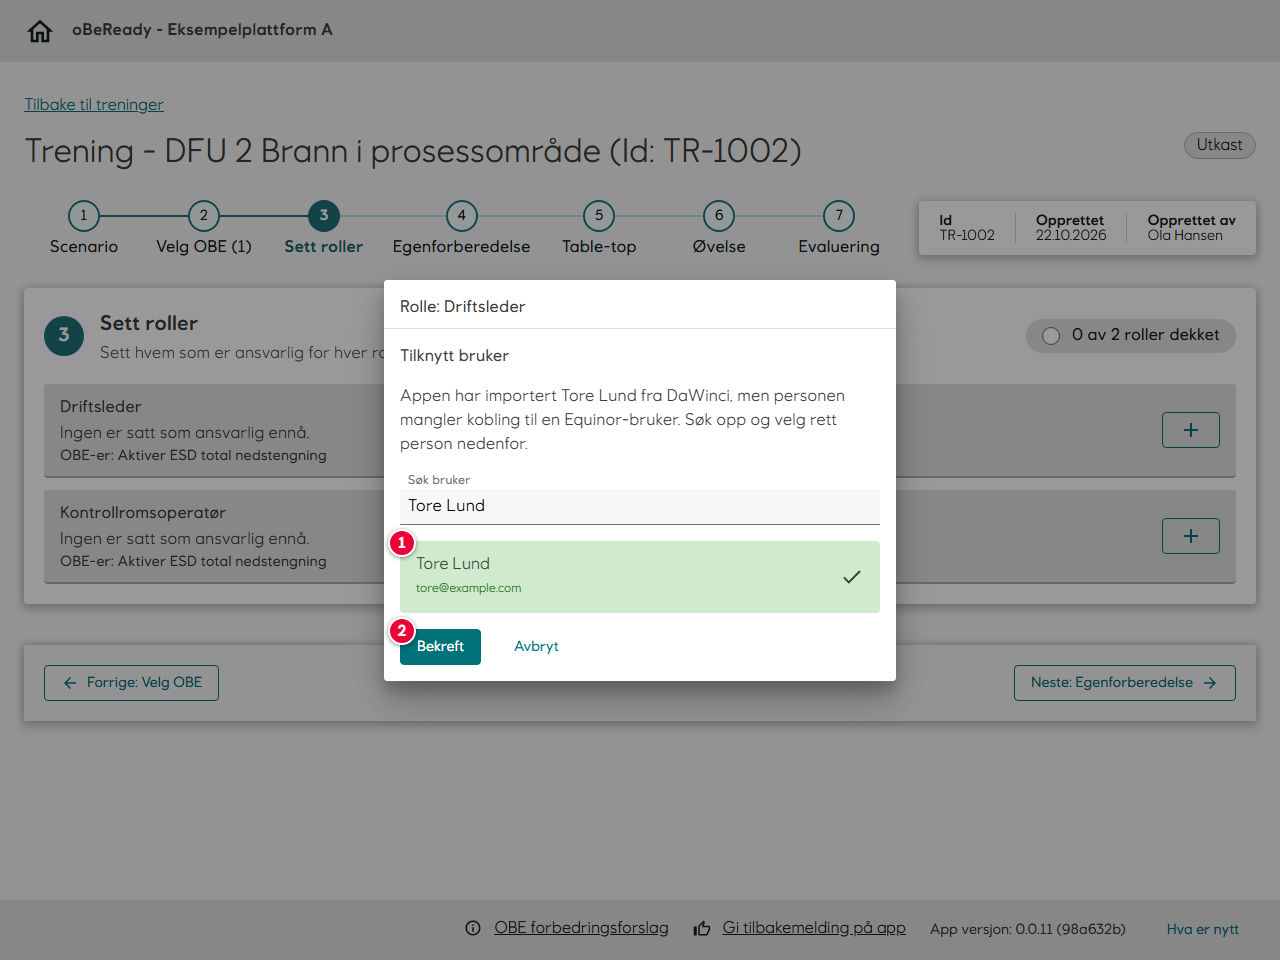 oBeReady - Eksempelplattform A
Tilbake til treninger
Trening - DFU 2 Brann i prosessområde (Id: TR-1002)
Utkast
1 2 3 4 5 6 7
Scenario Velg OBE (1) Sett roller Egenforberedelse Table-top Øvelse Evaluering
Id Opprettet Opprettet av
TR-1002 22.10.2026 Ola Hansen
3
Sett roller
Sett hvem som er ansvarlig for hver
0 av 2 roller dekket
Driftsleder
Ingen er satt som ansvarlig ennå.
OBE-er: Aktiver ESD total nedstengning
Kontrollromsoperatør
Ingen er satt som ansvarlig ennå.
OBE-er: Aktiver ESD total nedstengning
Rolle: Driftsleder
Tilknytt bruker
Appen har importert Tore Lund fra DaWinci, men personen
mangler kobling til en Equinor-bruker. Søk opp og velg rett
person nedenfor.
Søk bruker
Tore Lund
1
Tore Lund
tore@example.com
2
Bekreft Avbryt
Forrige: Velg OBE
Neste: Egenforberedelse
OBE forbedringsforslag Gi tilbakemelding på app App versjon: 0.0.11 (98a632b) Hva er nytt